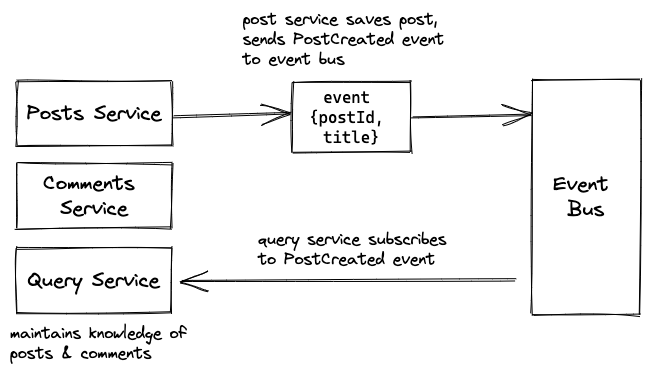 post service saves post,
sends PostCreated event
to event bus
Posts Service
event
{postId,
title}
Comments
Service
Event
Bus
query service subscribes
to PostCreated event
Query Service
maintains knowledge of
posts & comments